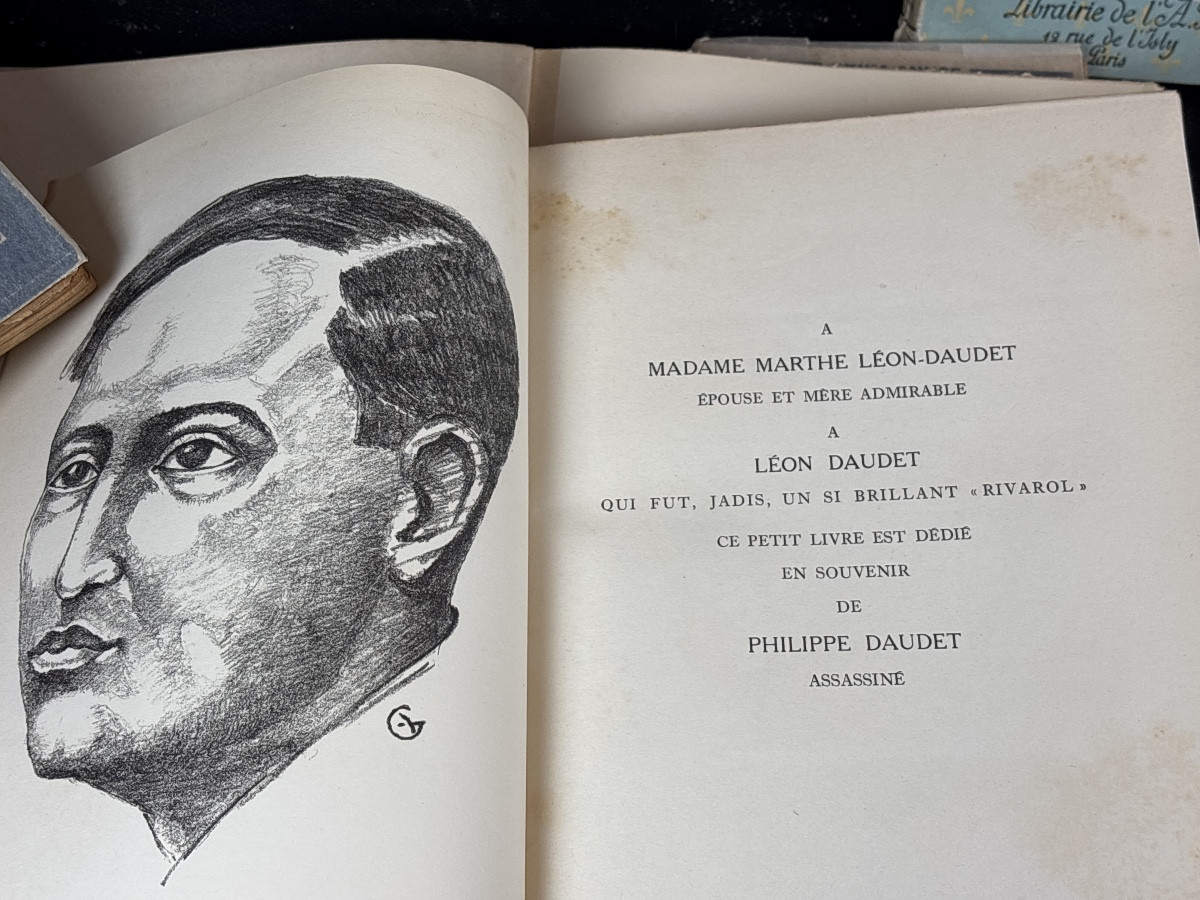 Librairie de l'A.
12 rue de l'Isly
Paris
A
MADAME MARTHE LÉON-DAUDET
ÉPOUSE ET MÈRE ADMIRABLE
A
LÉON DAUDET
QUI FUT, JADIS, UN SI BRILLANT « RIVAROL »
CE PETIT LIVRE EST DÉDIÉ
EN SOUVENIR
DE
PHILIPPE DAUDET
ASSASSINÉ